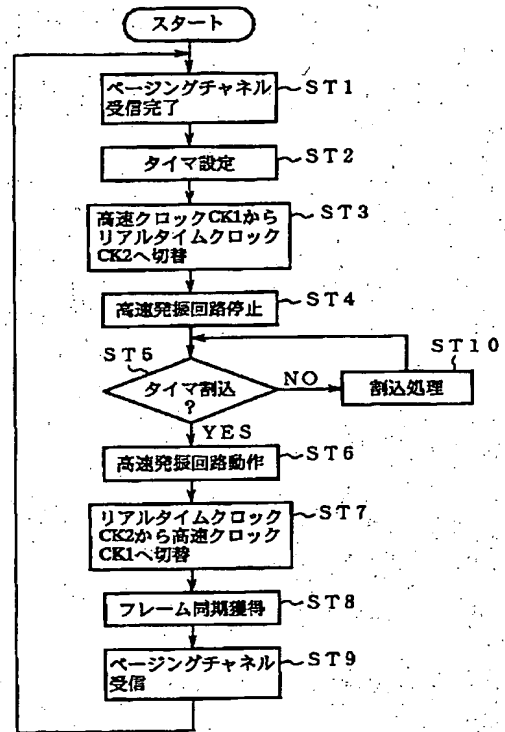 スタート
ページングチャネル
受信完了
ST1
タイマ設定
ST2
高速クロックCK1から
リアルタイムクロック
CK2へ切替
ST3
高速発振回路停止
ST4
ST5
タイマ割込
?
NO
割込処理
ST10
YES
高速発振回路動作
ST6
リアルタイムクロック
CK2から高速クロック
CK1へ切替
ST7
フレーム同期獲得
ST8
ページングチャネル
受信
ST9